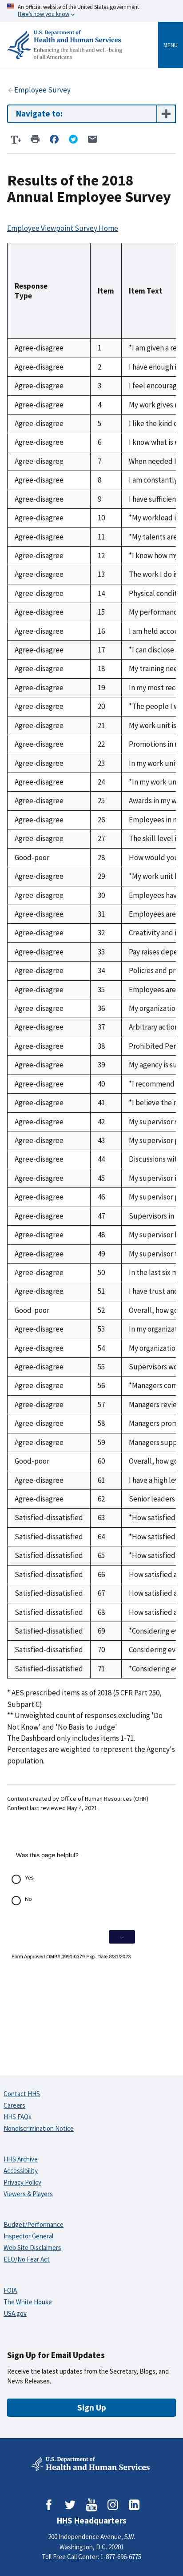 An official website of the United States government
Here's how you know
U.S. Department of
Health and Human Services
Enhancing the health and well-being
of all Americans
MENU
Employee Survey
Navigate to:
Results of the 2018
Annual Employee Survey
Employee Viewpoint Survey Home
Response Type Item Item Text
Agree-disagree 1 *I am given a re
Agree-disagree 2 I have enough i
Agree-disagree 3 I feel encourag
Agree-disagree 4 My work gives
Agree-disagree 5 I like the kind
Agree-disagree 6 I know what is e
Agree-disagree 7 When needed I
Agree-disagree 8 I am constantly
Agree-disagree 9 I have sufficien
Agree-disagree 10 *My workload i
Agree-disagree 11 *My talents are
Agree-disagree 12 *I know how my
Agree-disagree 13 The work I do is
Agree-disagree 14 Physical condit
Agree-disagree 15 My performanc
Agree-disagree 16 I am held accou
Agree-disagree 17 *I can disclose
Agree-disagree 18 My training nee
Agree-disagree 19 In my most rec
Agree-disagree 20 *The people I w
Agree-disagree 21 My work unit is
Agree-disagree 22 Promotions in m
Agree-disagree 23 In my work uni
Agree-disagree 24 *In my work un
Agree-disagree 25 Awards in my w
Agree-disagree 26 Employees in m
Agree-disagree 27 The skill level i
Good-poor 28 How would you
Agree-disagree 29 *My work unit h
Agree-disagree 30 Employees hav
Agree-disagree 31 Employees are
Agree-disagree 32 Creativity and i
Agree-disagree 33 Pay raises depe
Agree-disagree 34 Policies and pr
Agree-disagree 35 Employees are
Agree-disagree 36 My organizatio
Agree-disagree 37 Arbitrary action
Agree-disagree 38 Prohibited Per
Agree-disagree 39 My agency is su
Agree-disagree 40 *I recommend
Agree-disagree 41 *I believe the r
Agree-disagree 42 My supervisor s
Agree-disagree 43 My supervisor p
Agree-disagree 44 Discussions wit
Agree-disagree 45 My supervisor i
Agree-disagree 46 My supervisor p
Agree-disagree 47 Supervisors in
Agree-disagree 48 My supervisor l
Agree-disagree 49 My supervisor t
Agree-disagree 50 In the last six m
Agree-disagree 51 I have trust and
Good-poor 52 Overall, how go
Agree-disagree 53 In my organizat
Agree-disagree 54 My organizatio
Agree-disagree 55 Supervisors wo
Agree-disagree 56 *Managers com
Agree-disagree 57 Managers revie
Agree-disagree 58 Managers prom
Agree-disagree 59 Managers supp
Good-poor 60 Overall, how go
Agree-disagree 61 I have a high lev
Agree-disagree 62 Senior leaders
Satisfied-dissatisfied 63 *How satisfied
Satisfied-dissatisfied 64 *How satisfied
Satisfied-dissatisfied 65 *How satisfied
Satisfied-dissatisfied 66 How satisfied a
Satisfied-dissatisfied 67 How satisfied a
Satisfied-dissatisfied 68 How satisfied a
Satisfied-dissatisfied 69 *Considering ev
Satisfied-dissatisfied 70 Considering eve
Satisfied-dissatisfied 71 *Considering ev
* AES prescribed items as of 2018 (5 CFR Part 250,
Subpart C)
** Unweighted count of responses excluding 'Do
Not Know' and 'No Basis to Judge'
The Dashboard only includes items 1-71.
Percentages are weighted to represent the Agency's
population.
Content created by Office of Human Resources (OHR)
Content last reviewed May 4, 2021
Was this page helpful?
Yes
No
→
Form Approved OMB# 0990-0379 Exp. Date 8/31/2023
Contact HHS
Careers
HHS FAQs
Nondiscrimination Notice
HHS Archive
Accessibility
Privacy Policy
Viewers & Players
Budget/Performance
Inspector General
Web Site Disclaimers
EEO/No Fear Act
FOIA
The White House
USA.gov
Sign Up for Email Updates
Receive the latest updates from the Secretary, Blogs, and
News Releases.
Sign Up
U.S. Department of
Health and Human Services
HHS Headquarters
200 Independence Avenue, S.W.
Washington, D.C. 20201
Toll Free Call Center: 1-877-696-6775